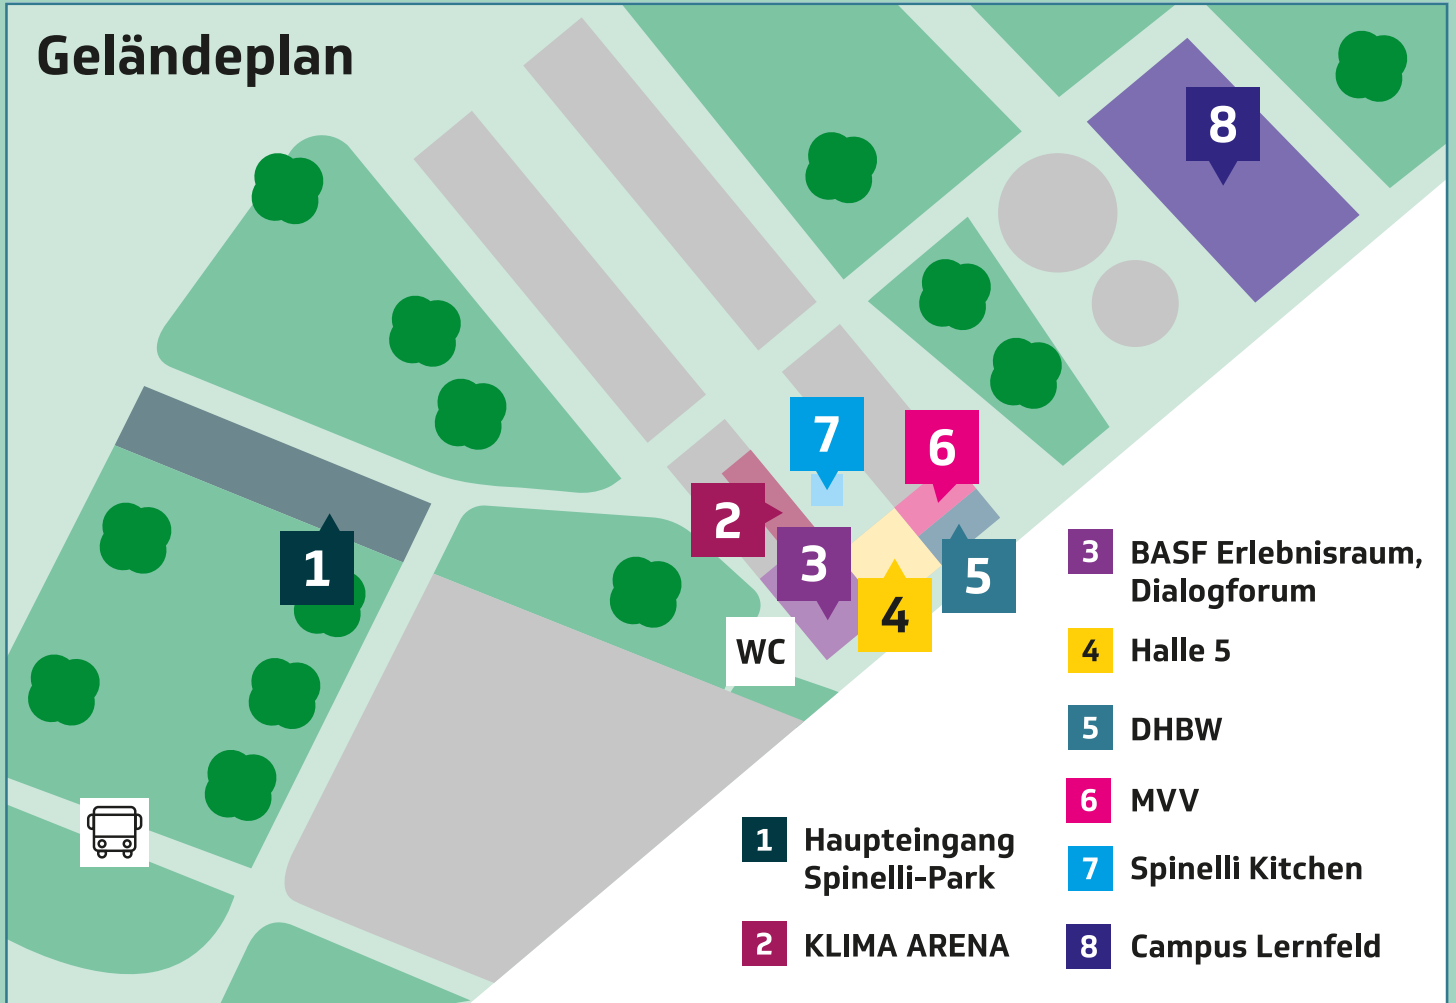 Geländeplan
8
7
6
2
3
1
5
4
WC
3 BASF Erlebnisraum,
Dialogforum
4 Halle 5
5 DHBW
6 MVV
1 Haupteingang
Spinelli-Park
7 Spinelli Kitchen
2 KLIMA ARENA
8 Campus Lernfeld